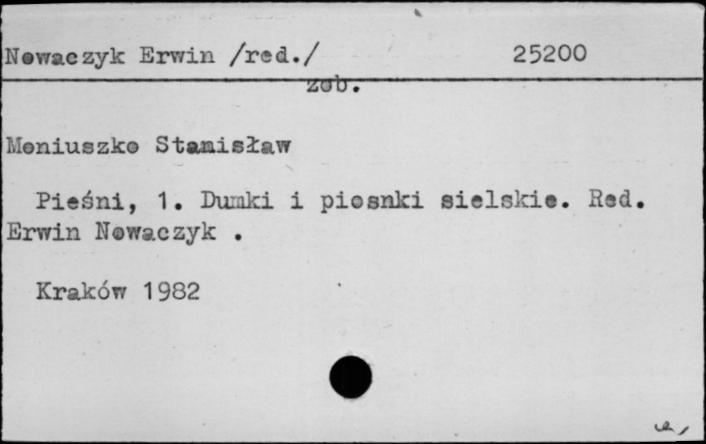 Nowaczyk Erwin /red./ 25200
zob.
Moniuszko Stanisław
Pieśni, 1. Dumki i piosnki sielskie. Red.
Erwin Nowaczyk .
Kraków 1982